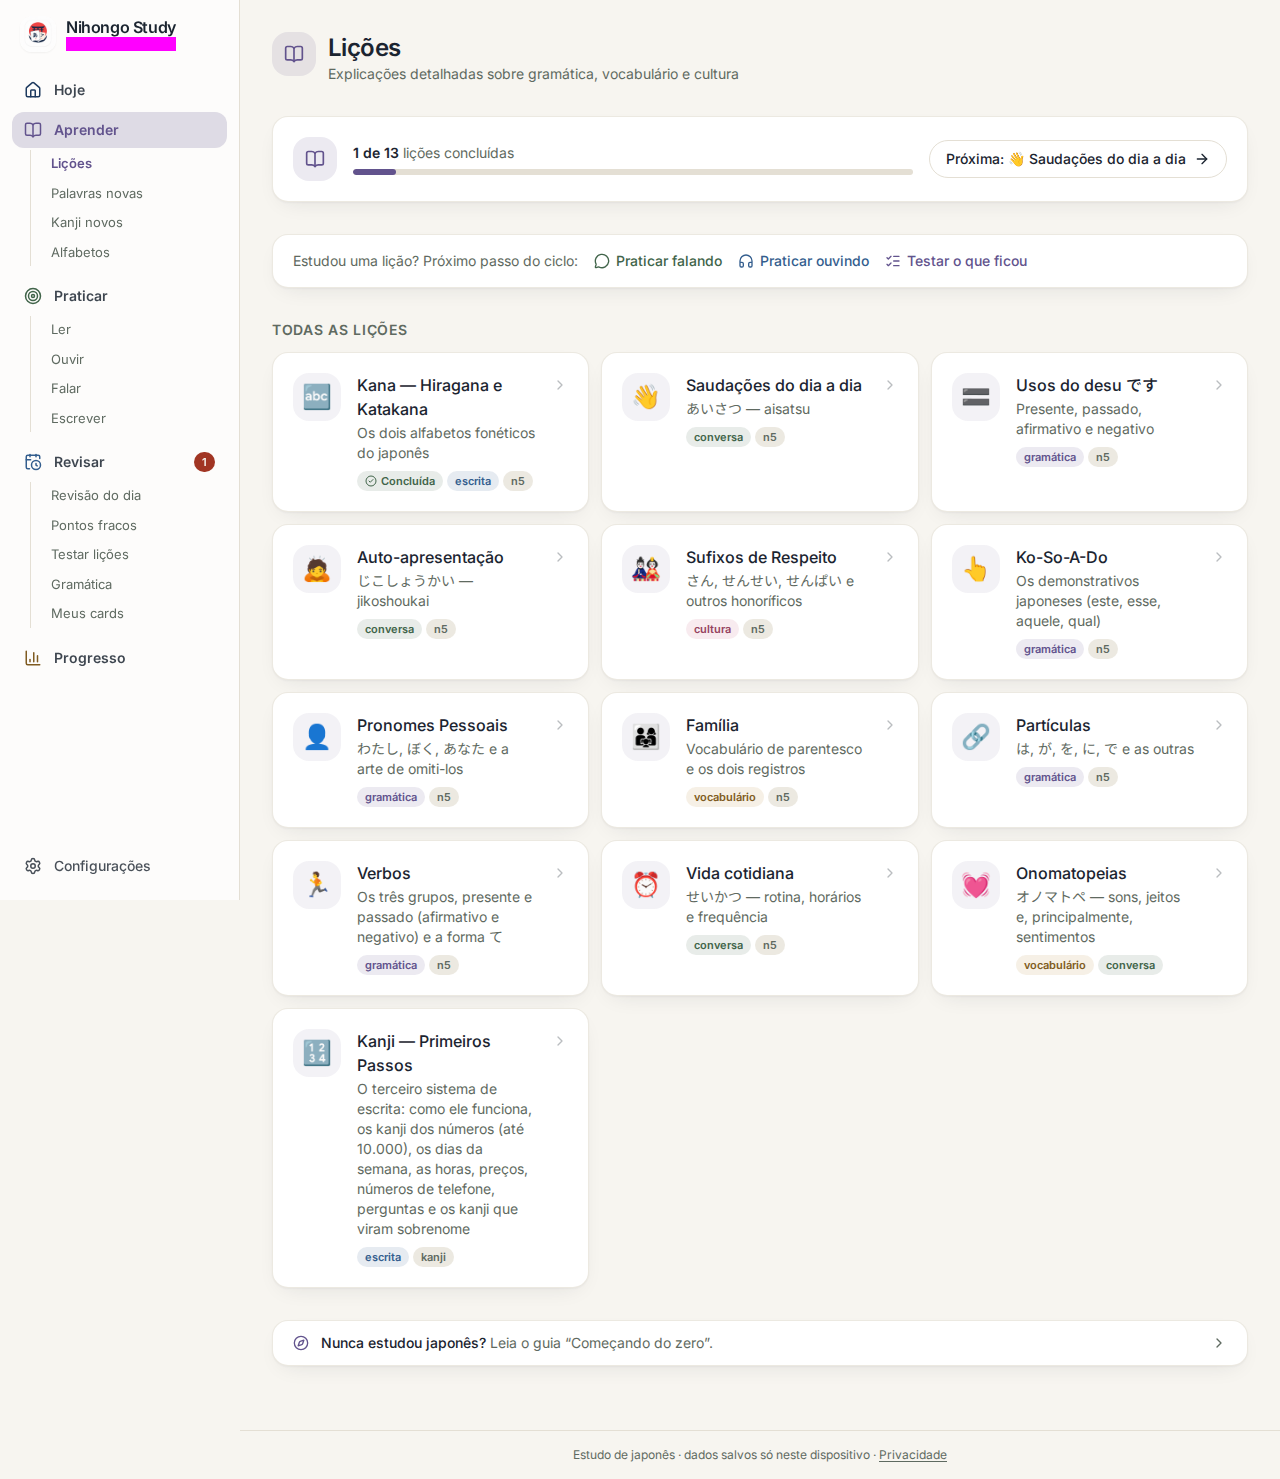 Nihongo Study
Hoje
Aprender
Lições
Palavras novas
Kanji novos
Alfabetos
Praticar
Ler
Ouvir
Falar
Escrever
Revisar 1
Revisão do dia
Pontos fracos
Testar lições
Gramática
Meus cards
Progresso
Configurações
Lições
Explicações detalhadas sobre gramática, vocabulário e cultura
1 de 13 lições concluídas
Próxima: 👋 Saudações do dia a dia →
Estudou uma lição? Próximo passo do ciclo: Praticar falando Praticar ouvindo Testar o que ficou
TODAS AS LIÇÕES
abc
Kana — Hiragana e
Katakana
Os dois alfabetos fonéticos
do japonês
Concluída escrita n5
Saudações do dia a dia
あいさつ — aisatsu
conversa n5
Usos do desu です
Presente, passado,
afirmativo e negativo
gramática n5
Auto-apresentação
じこしょうかい —
jikoshoukai
conversa n5
Sufixos de Respeito
さん, せんせい, せんぱい e
outros honoríficos
cultura n5
Ko-So-A-Do
Os demonstrativos
japoneses (este, esse,
aquele, qual)
gramática n5
Pronomes Pessoais
わたし, ぼく, あなた e a
arte de omiti-los
gramática n5
Família
Vocabulário de parentesco
e os dois registros
vocabulário n5
Partículas
は, が, を, に, で e as outras
gramática n5
Verbos
Os três grupos, presente e
passado (afirmativo e
negativo) e a forma て
gramática n5
Vida cotidiana
せいかつ — rotina, horários
e frequência
conversa n5
Onomatopeias
オノマトペ — sons, jeitos
e, principalmente,
sentimentos
vocabulário conversa
1 2
3 4
Kanji — Primeiros
Passos
O terceiro sistema de
escrita: como ele funciona,
os kanji dos números (até
10.000), os dias da
semana, as horas, preços,
números de telefone,
perguntas e os kanji que
viram sobrenome
escrita kanji
Nunca estudou japonês? Leia o guia “Começando do zero”.
Estudo de japonês · dados salvos só neste dispositivo · Privacidade